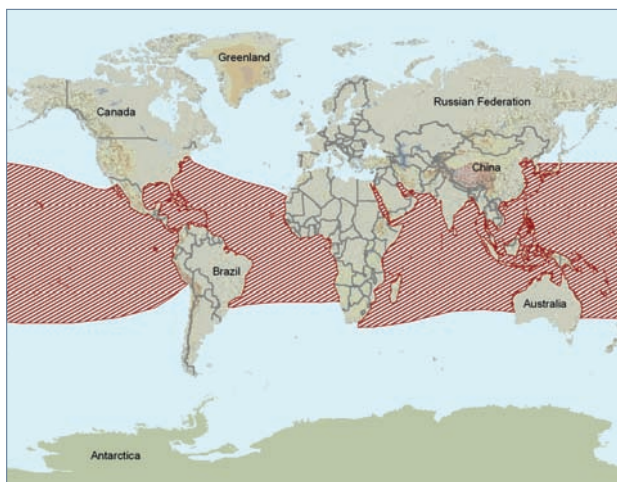 Greenland
Canada
Russian Federation
China
Brazil
Australia
Antarctica